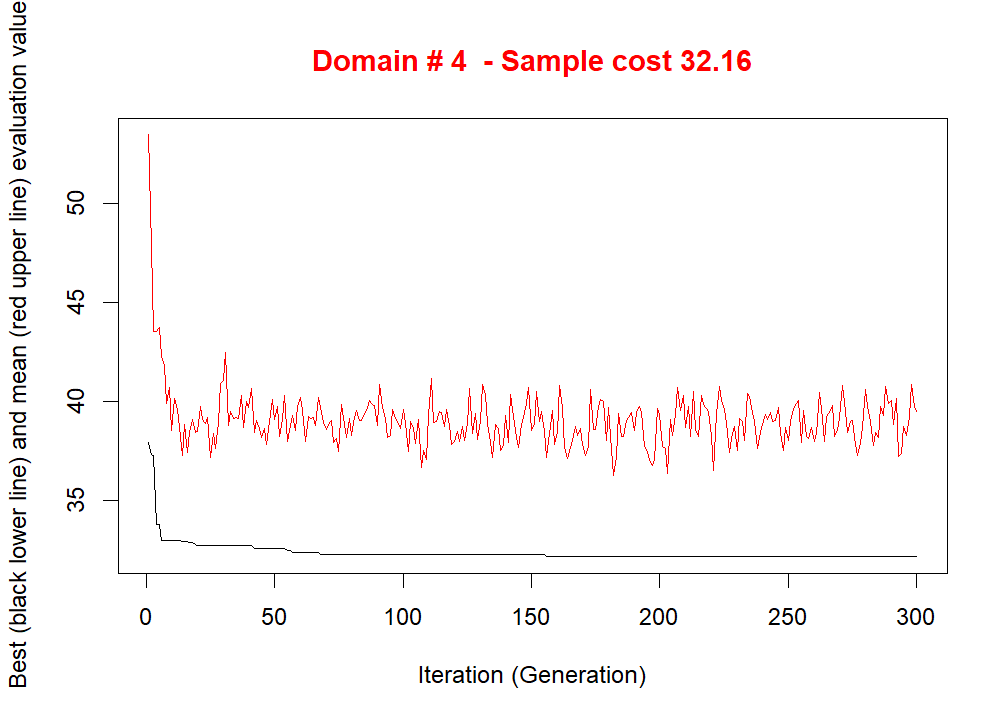 Domain # 4  - Sample cost 32.16
Best (black lower line) and mean (red upper line) evaluation value
50
45
40
35
0 50 100 150 200 250 300
Iteration (Generation)